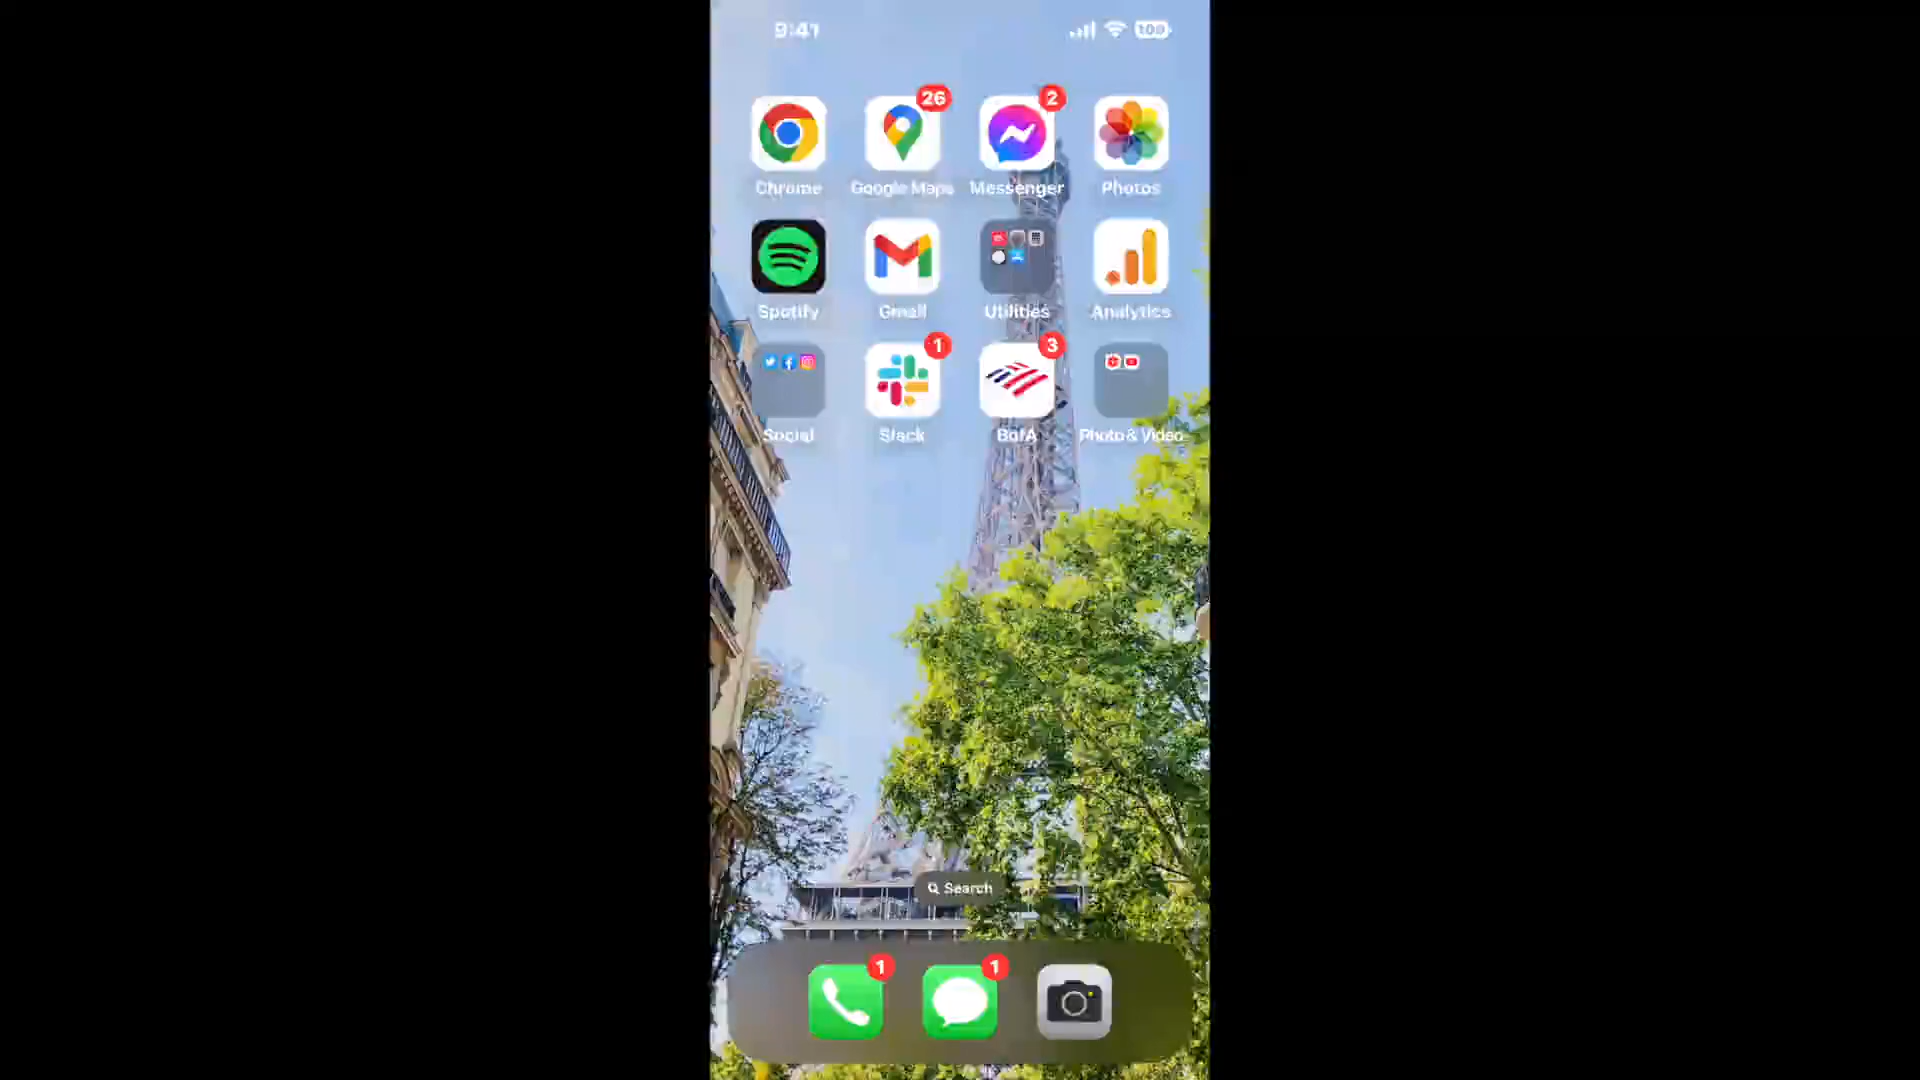 9:41 100
26 2
Chrome Google Maps Messenger Photos
Spotify Gmail Utilities Analytics
1 3
Social Slack BofA Photo & Video
Search
1 1